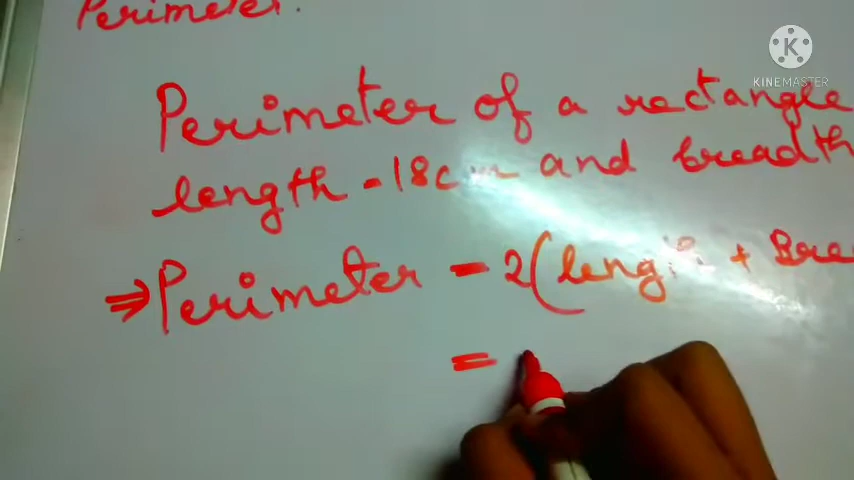 Perimeter.
K
KINEMASTER
Perimeter of a rectangle
length - 18cm and breadth
⇒ Perimeter = 2(length + Brea
=